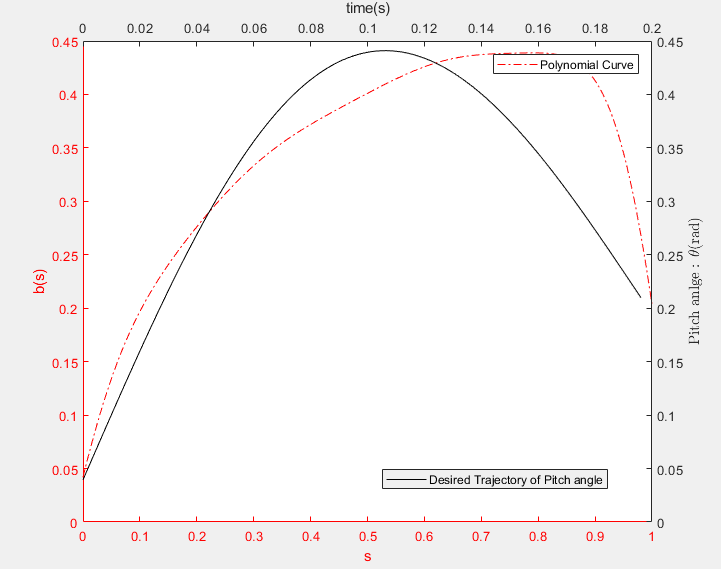 time(s)
0 0.02 0.04 0.06 0.08 0.1 0.12 0.14 0.16 0.18 0.2
0.45 0.45
Polynomial Curve
0.4 0.4
0.35 0.35
0.3 0.3
0.25 0.25
b(s)
Pitch anlge : θ(rad)
0.2 0.2
0.15 0.15
0.1 0.1
0.05 0.05
Desired Trajectory of Pitch angle
0 0
0 0.1 0.2 0.3 0.4 0.5 0.6 0.7 0.8 0.9 1
s